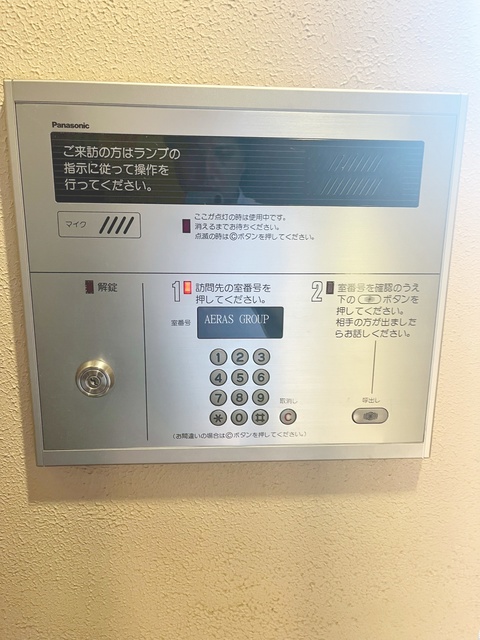 Panasonic
ご来訪の方はランプの
指示に従って操作を
行ってください。
マイク
ここが点灯の時は使用中です。
消えるまでお待ちください。
点滅の時はⒸボタンを押してください。
解錠
1 訪問先の室番号を
押してください。
室番号
AERAS GROUP
1 2 3
4 5 6
7 8 9
* 0 #
取消し
C
(お間違いの場合はⒸボタンを押してください。)
2 室番号を確認のうえ
下の ボタンを
押してください。
相手の方が出ました
らお話しください。
呼出し